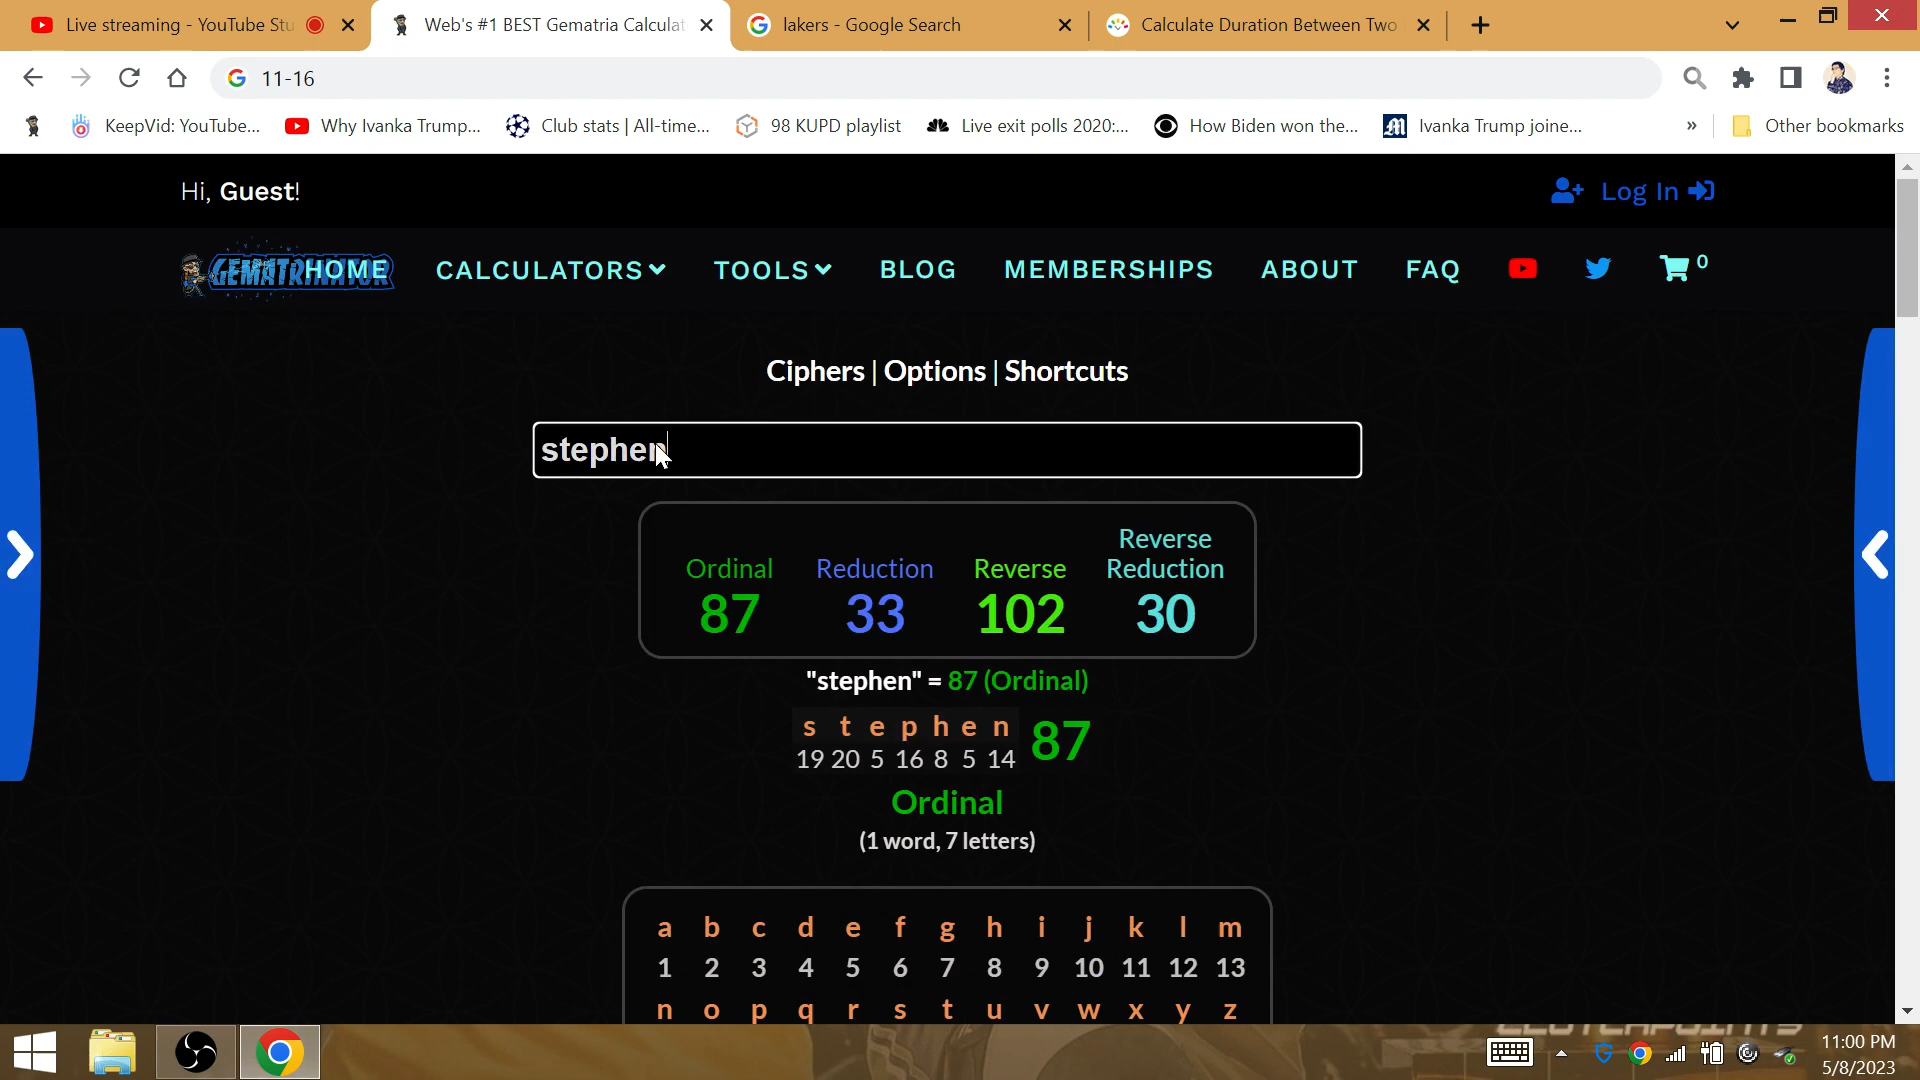 Live streaming - YouTube Stu
Web's #1 BEST Gematria Calculat
lakers - Google Search
Calculate Duration Between Two
11-16
KeepVid: YouTube...
Why Ivanka Trump...
Club stats | All-time...
98 KUPD playlist
Live exit polls 2020:...
How Biden won the...
Ivanka Trump joine...
»
Other bookmarks
Hi, Guest!
Log In
GEMATRINATOR
HOME
CALCULATORS
TOOLS
BLOG
MEMBERSHIPS
ABOUT
FAQ
0
Ciphers | Options | Shortcuts
stephen
Ordinal
87
Reduction
33
Reverse
102
Reverse
Reduction
30
"stephen" = 87 (Ordinal)
s t e p h e n
19 20 5 16 8 5 14
87
Ordinal
(1 word, 7 letters)
a b c d e f g h i j k l m
1 2 3 4 5 6 7 8 9 10 11 12 13
n o p q r s t u v w x y z
CLUTCHPOINTS
11:00 PM
5/8/2023